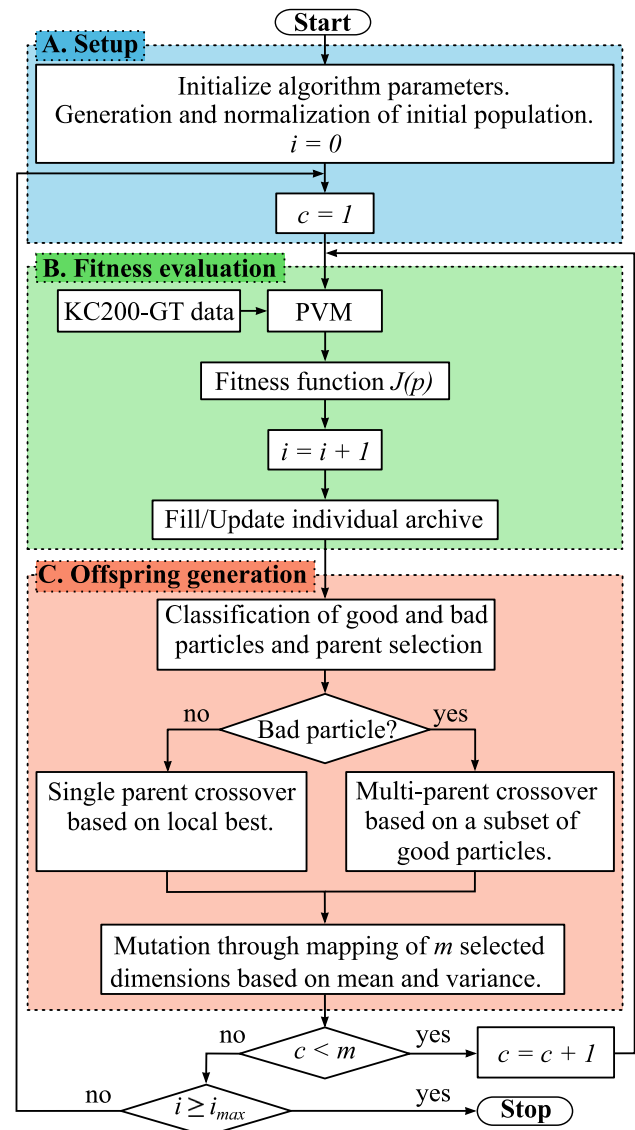 Start
A. Setup
Initialize algorithm parameters.
Generation and normalization of initial population.
i = 0
c = 1
B. Fitness evaluation
KC200-GT data
PVM
Fitness function J(p)
i = i + 1
Fill/Update individual archive
C. Offspring generation
Classification of good and bad
particles and parent selection
no
Bad particle?
yes
Single parent crossover
based on local best.
Multi-parent crossover
based on a subset of
good particles.
Mutation through mapping of m selected
dimensions based on mean and variance.
no
c < m
yes
c = c + 1
no
i ≥ i_max
yes
Stop